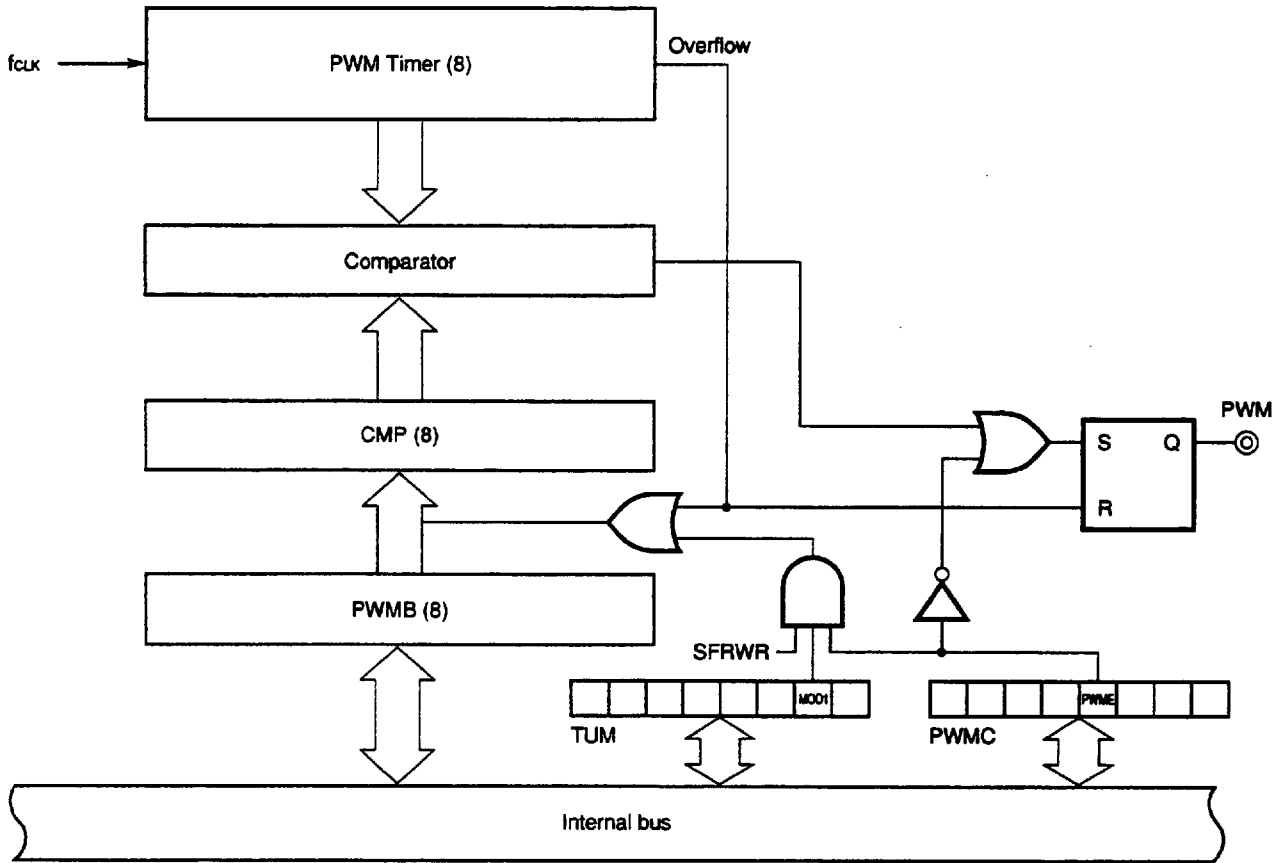 Overflow
fCLK
PWM Timer (8)
Comparator
CMP (8)
PWM
S
Q
R
PWMB (8)
SFRWR
MOD1
PWME
TUM
PWMC
Internal bus